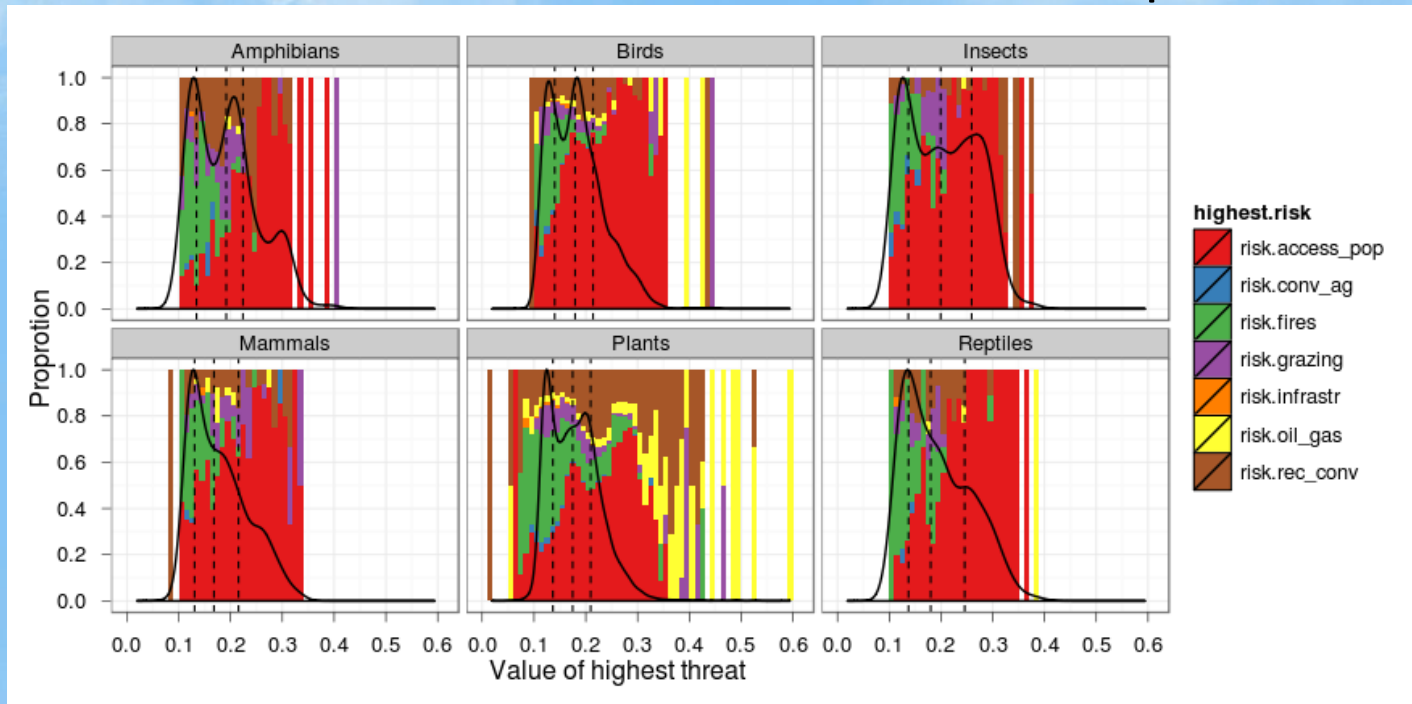 Amphibians Birds Insects
1.0
0.8
0.6
0.4
0.2
0.0
Mammals Plants Reptiles
1.0
0.8
0.6
0.4
0.2
0.0
Proprotion
0.0 0.1 0.2 0.3 0.4 0.5 0.6 0.0 0.1 0.2 0.3 0.4 0.5 0.6 0.0 0.1 0.2 0.3 0.4 0.5 0.6
Value of highest threat
highest.risk
risk.access_pop
risk.conv_ag
risk.fires
risk.grazing
risk.infrastr
risk.oil_gas
risk.rec_conv